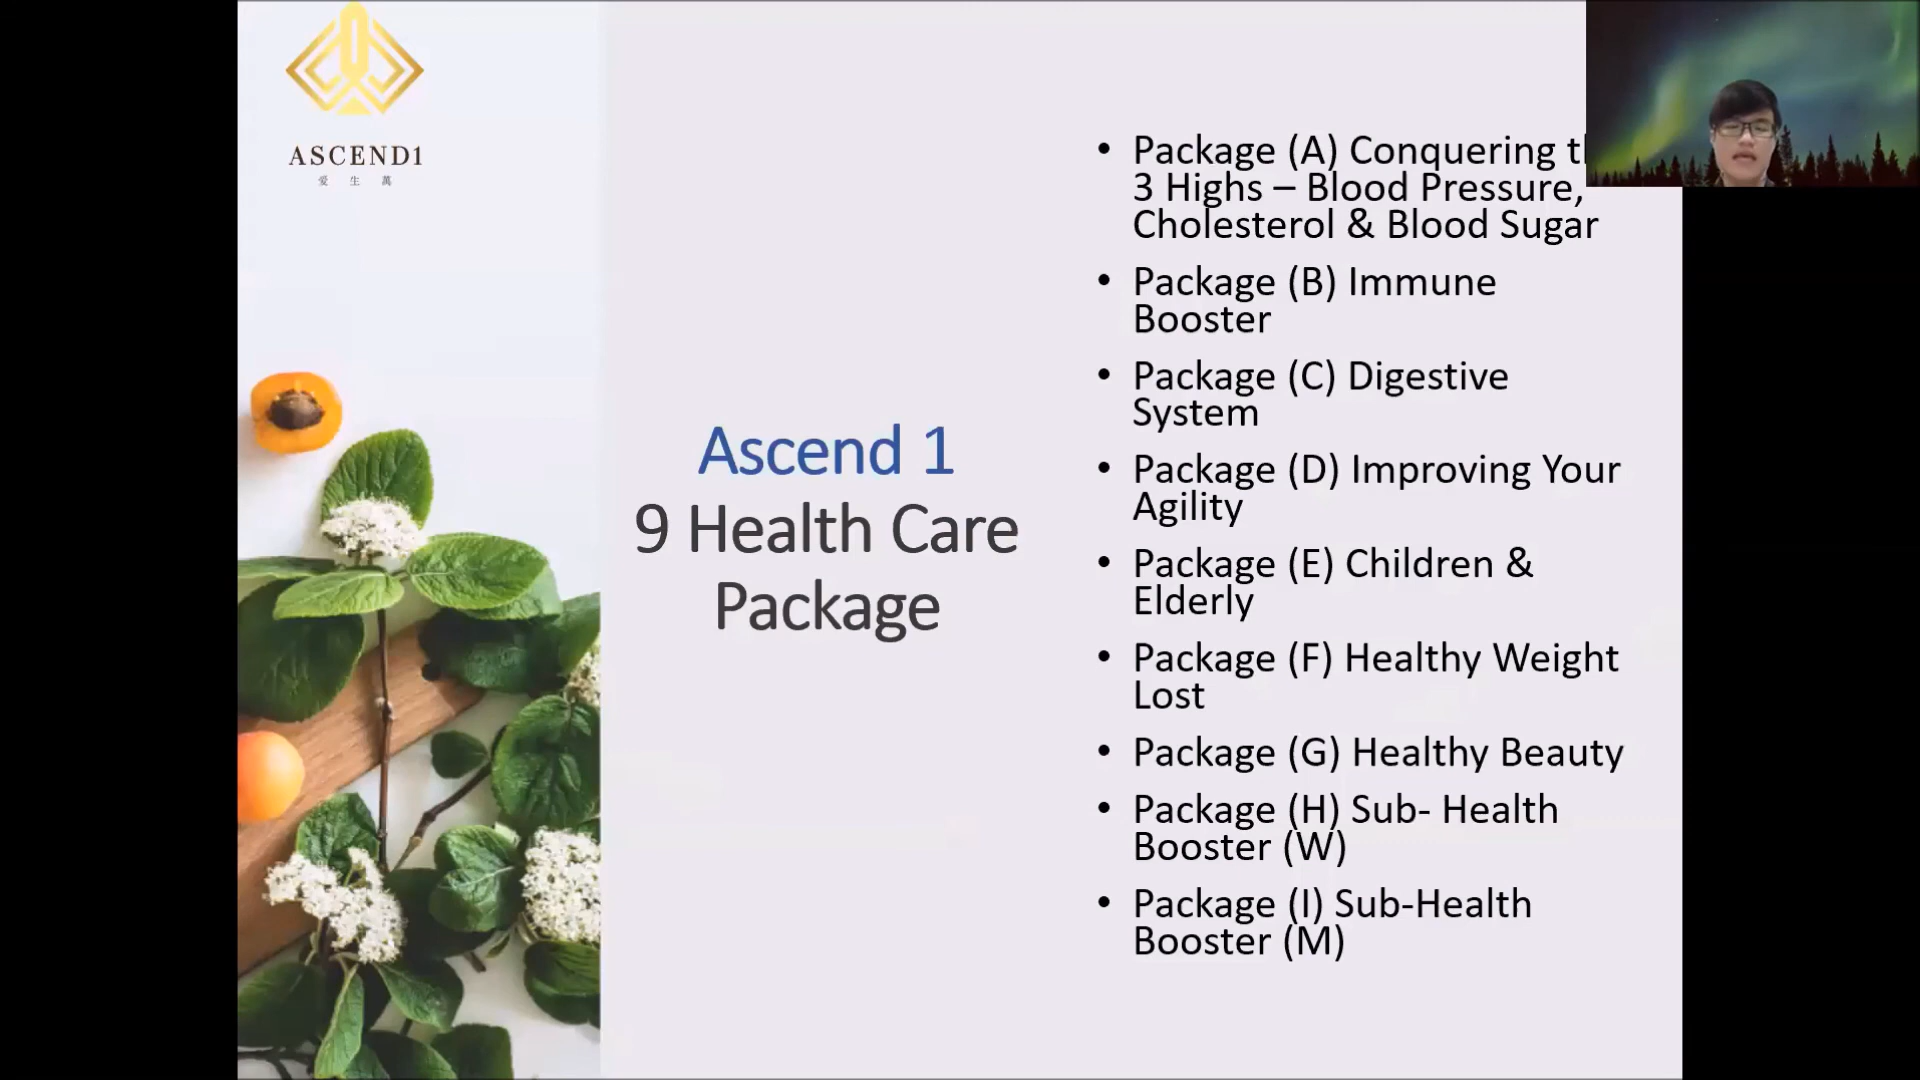 ASCEND1
爱 生 萬
Ascend 1
9 Health Care
Package
• Package (A) Conquering
3 Highs – Blood Pressure,
Cholesterol & Blood Sugar
• Package (B) Immune
Booster
• Package (C) Digestive
System
• Package (D) Improving Your
Agility
• Package (E) Children &
Elderly
• Package (F) Healthy Weight
Lost
• Package (G) Healthy Beauty
• Package (H) Sub- Health
Booster (W)
• Package (I) Sub-Health
Booster (M)